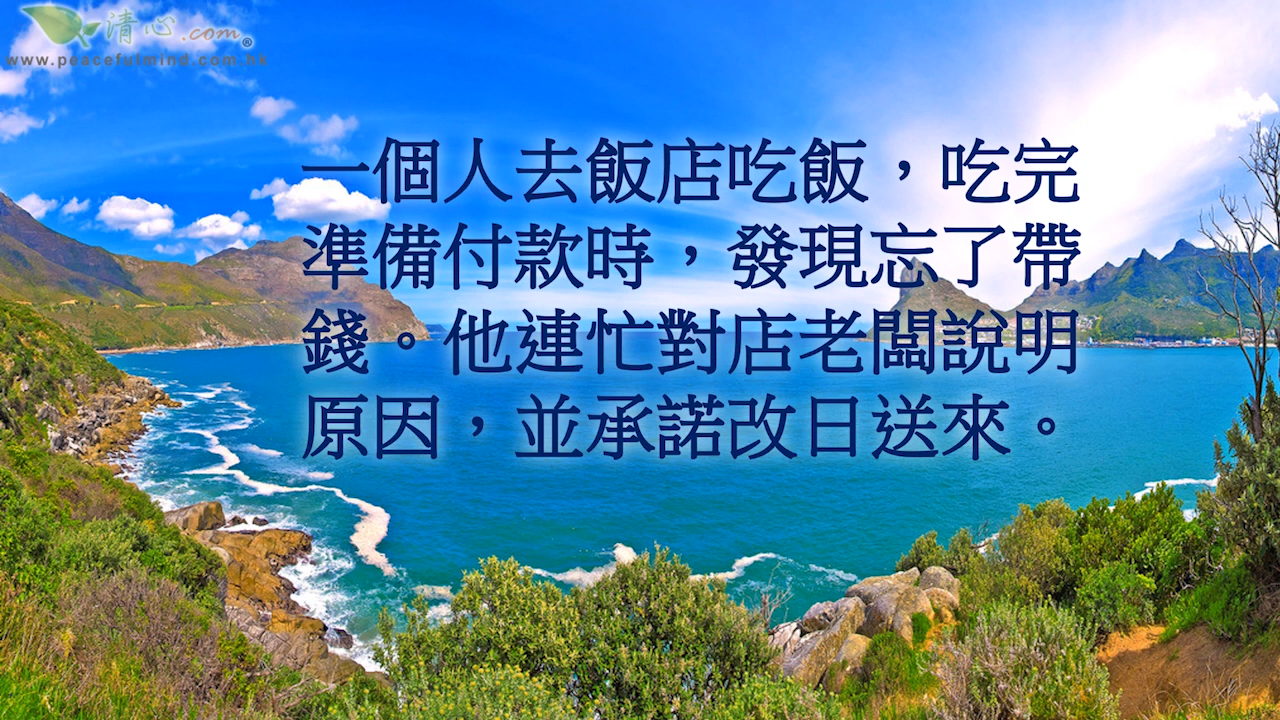 清心.com®
www.peacefulmind.com.hk
一個人去飯店吃飯，吃完
準備付款時，發現忘了帶
錢。他連忙對店老闆說明
原因，並承諾改日送來。